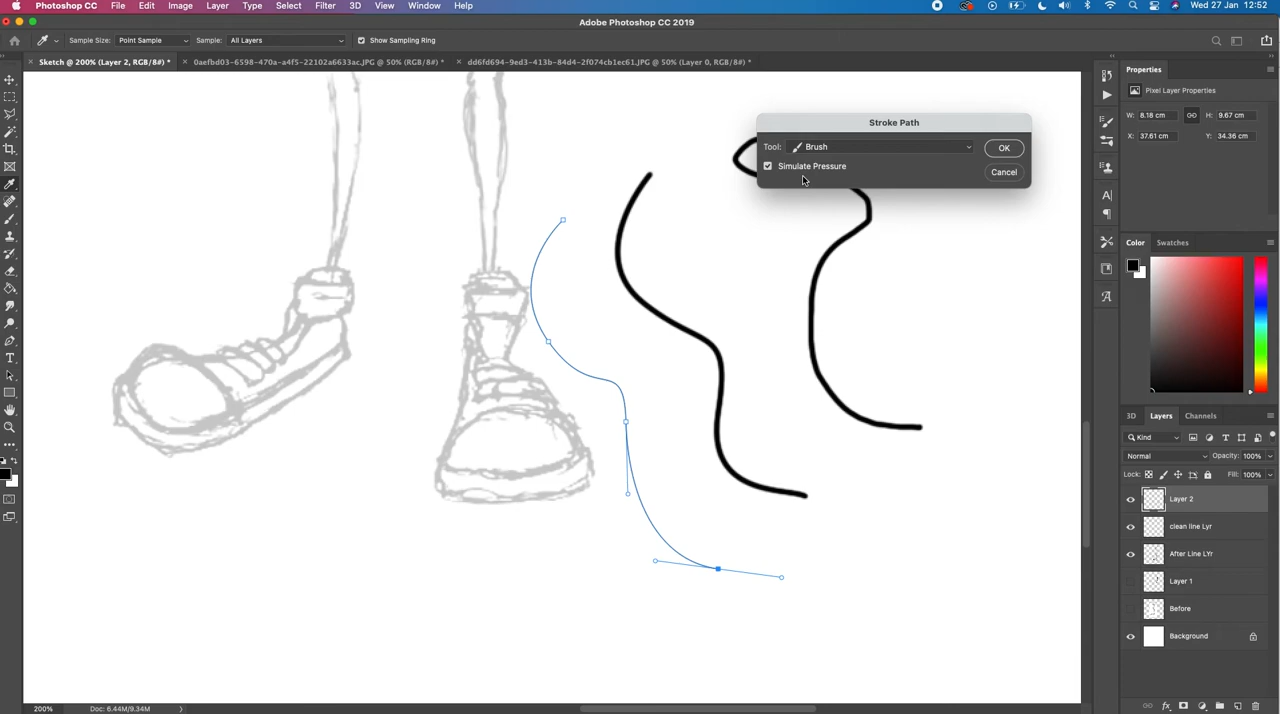 Photoshop CC File Edit Image Layer Type Select Filter 3D View Window Help Wed 27 Jan 12:52
Adobe Photoshop CC 2019
Sample Size: Point Sample Sample: All Layers Show Sampling Ring
Sketch @ 200% (Layer 2, RGB/8#) * 0aefbd03-6598-470a-a4f5-22102a6633ac.JPG @ 50% (RGB/8#) * dd6fd694-9ed3-413b-84d4-2f074cb1ec61.JPG @ 50% (Layer 0, RGB/8#) *
Properties
Pixel Layer Properties
W: 8.18 cm H: 9.67 cm
X: 37.61 cm Y: 34.36 cm
Stroke Path
Tool: Brush OK
Simulate Pressure
Cancel
Color Swatches
3D Layers Channels
Kind
Normal Opacity: 100%
Lock: Fill: 100%
Layer 2
clean line Lyr
After Line LYr
Layer 1
Before
Background
200% Doc: 6.44M/9.34M